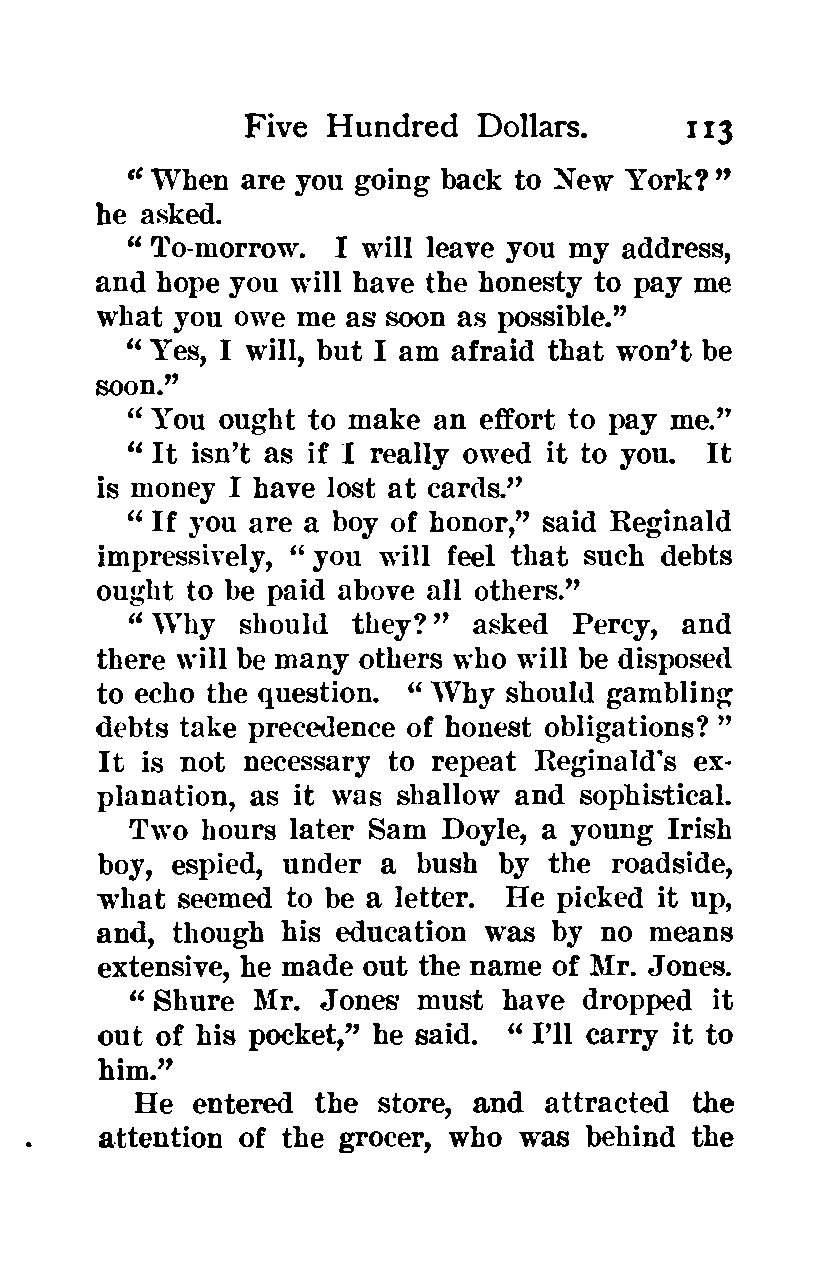 Five Hundred Dollars. 113
“ When are you going back to New York? ”
he asked.
“ To-morrow. I will leave you my address,
and hope you will have the honesty to pay me
what you owe me as soon as possible.”
“ Yes, I will, but I am afraid that won’t be
soon.”
“ You ought to make an effort to pay me.”
“ It isn’t as if I really owed it to you. It
is money I have lost at cards.”
“ If you are a boy of honor,” said Reginald
impressively, “ you will feel that such debts
ought to be paid above all others.”
“ Why should they? ” asked Percy, and
there will be many others who will be disposed
to echo the question. “ Why should gambling
debts take precedence of honest obligations? ”
It is not necessary to repeat Reginald’s ex-
planation, as it was shallow and sophistical.
Two hours later Sam Doyle, a young Irish
boy, espied, under a bush by the roadside,
what seemed to be a letter. He picked it up,
and, though his education was by no means
extensive, he made out the name of Mr. Jones.
“ Shure Mr. Jones must have dropped it
out of his pocket,” he said. “ I’ll carry it to
him.”
He entered the store, and attracted the
attention of the grocer, who was behind the